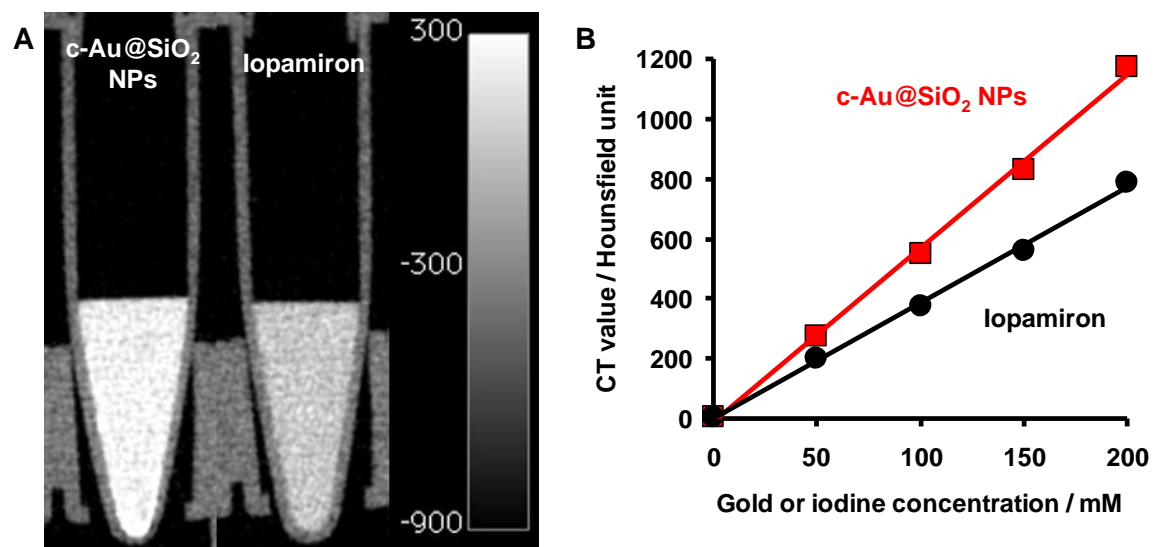 A
c-Au@SiO₂
NPs
Iopamiron
300
-300
-900
B
CT value / Hounsfield unit
1200
1000
800
600
400
200
0
c-Au@SiO₂ NPs
Iopamiron
0 50 100 150 200
Gold or iodine concentration / mM